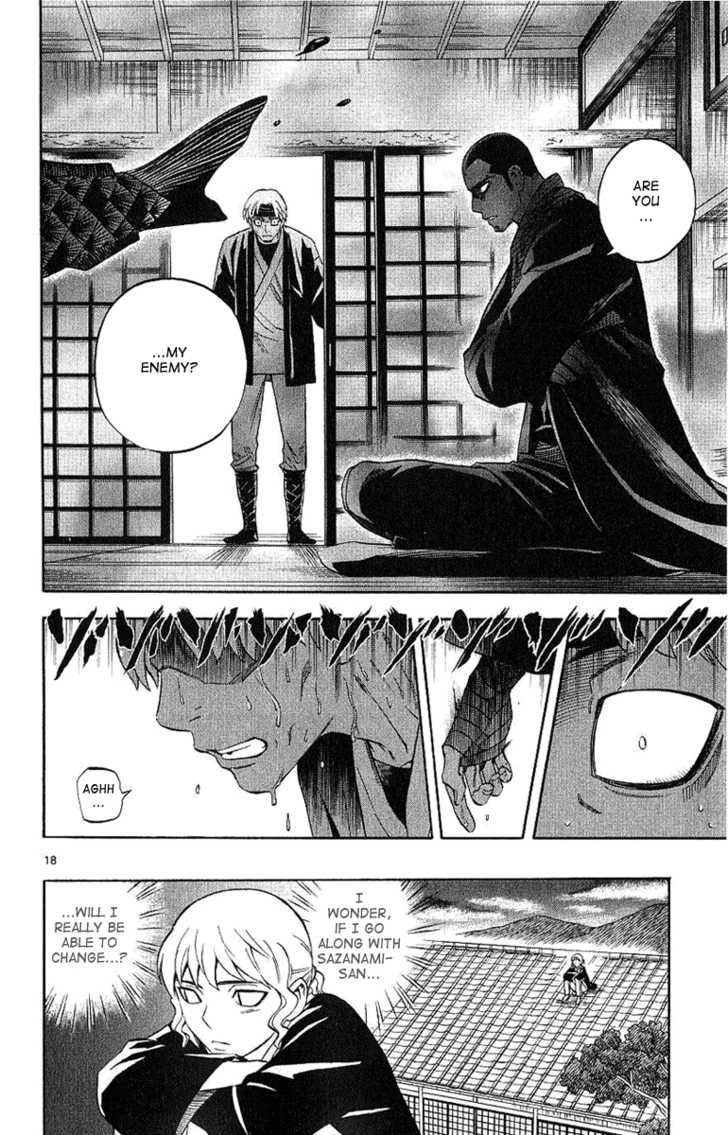 ARE
YOU
...
...MY
ENEMY?
AGHH
...
18
I
WONDER,
IF I GO
ALONG WITH
SAZANAMI-
SAN...
...WILL I
REALLY BE
ABLE TO
CHANGE...?